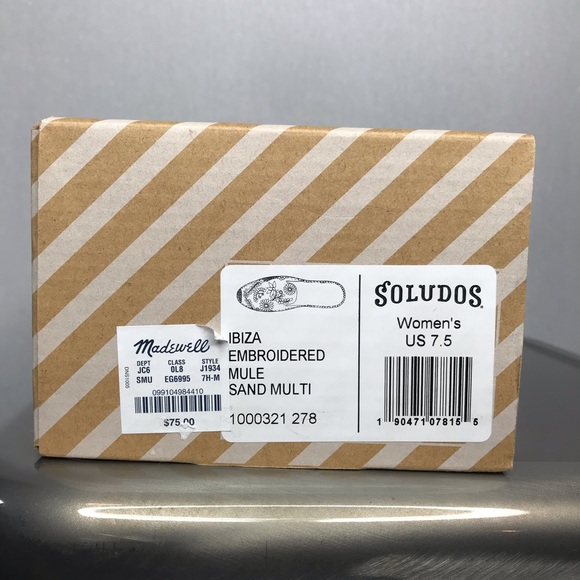 Madewell
DEPT CLASS STYLE
JC6 0L8 J1934
SMU EG6995 7H-M
099104984410
$75.00
DNS1005
IBIZA
EMBROIDERED
MULE
SAND MULTI
1000321 278
SOLUDOS
Women's
US 7.5
1 90471 07815 5